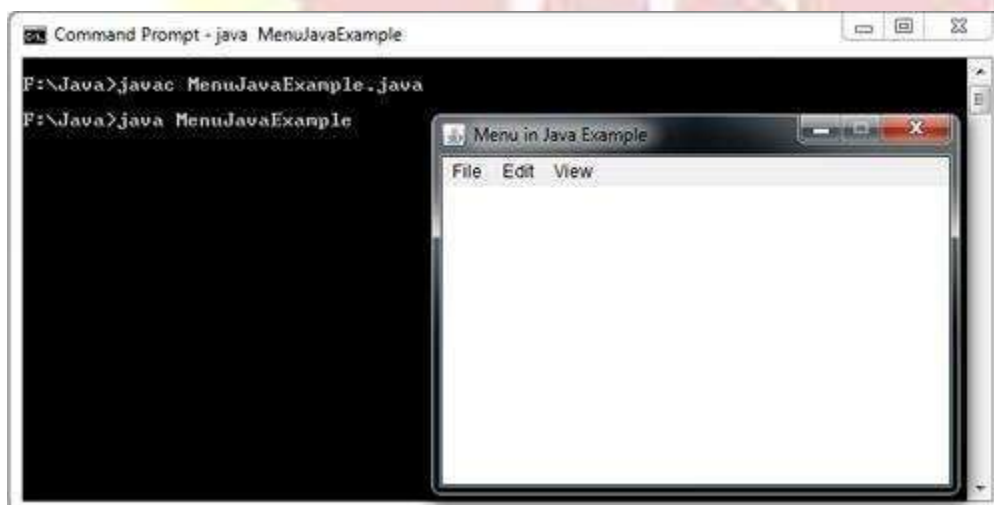 Command Prompt - java MenuJavaExample
F:\Java>javac MenuJavaExample.java
F:\Java>java MenuJavaExample
Menu in Java Example
File Edit View